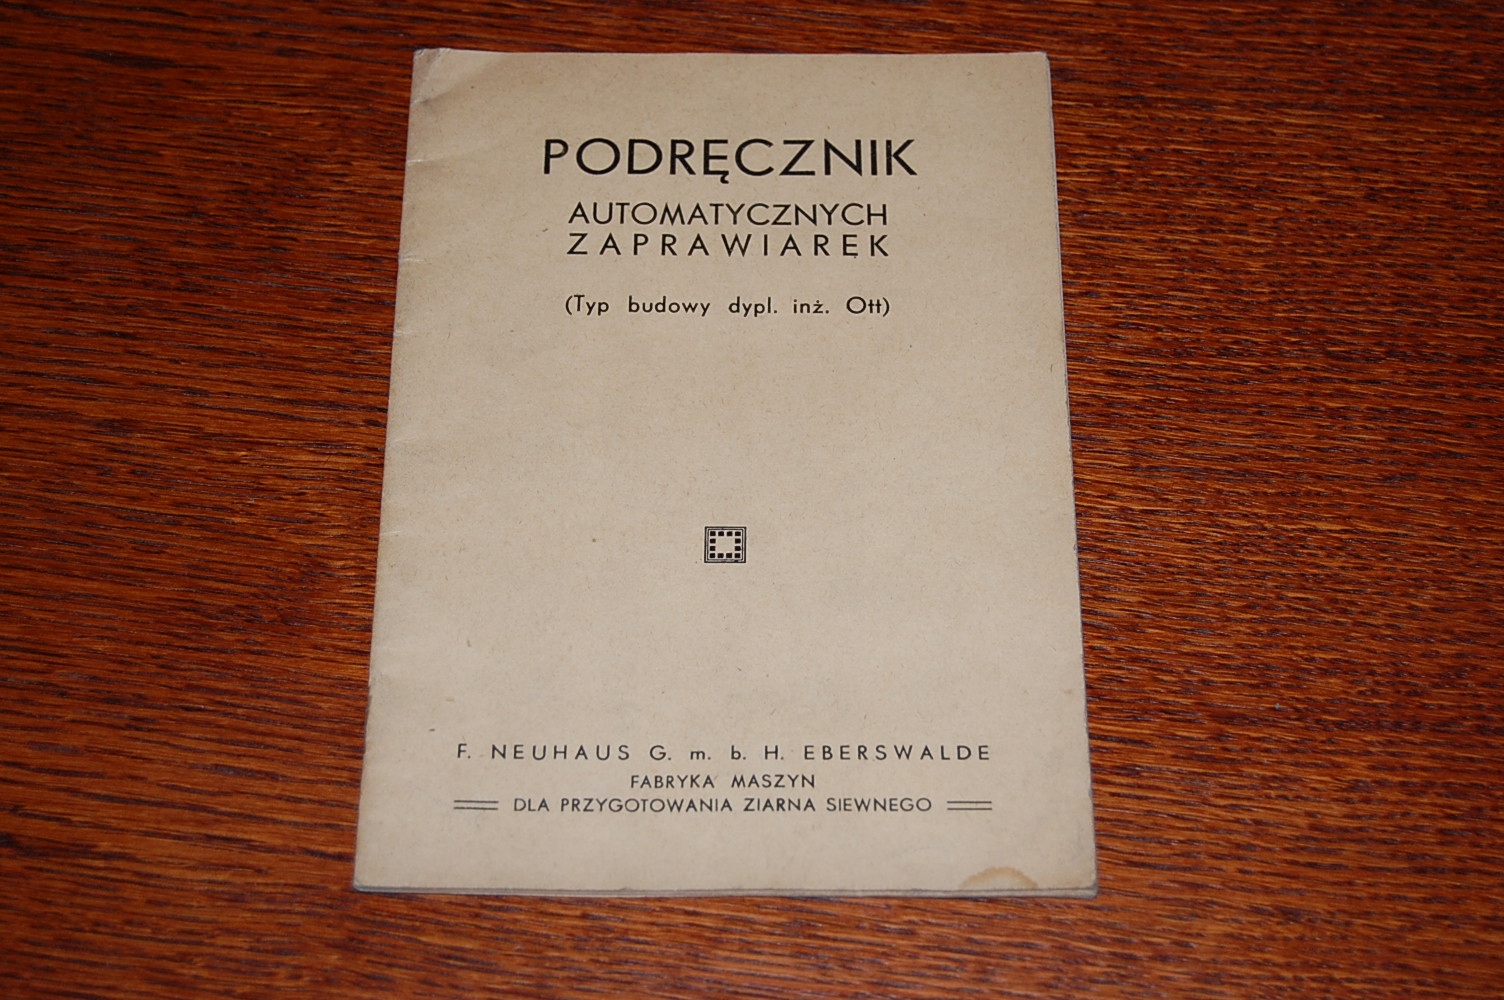 PODRĘCZNIK
AUTOMATYCZNYCH
ZAPRAWIAREK
(Typ budowy dypl. inż. Ott)
F. NEUHAUS G. m. b. H. EBERSWALDE
FABRYKA MASZYN
DLA PRZYGOTOWANIA ZIARNA SIEWNEGO